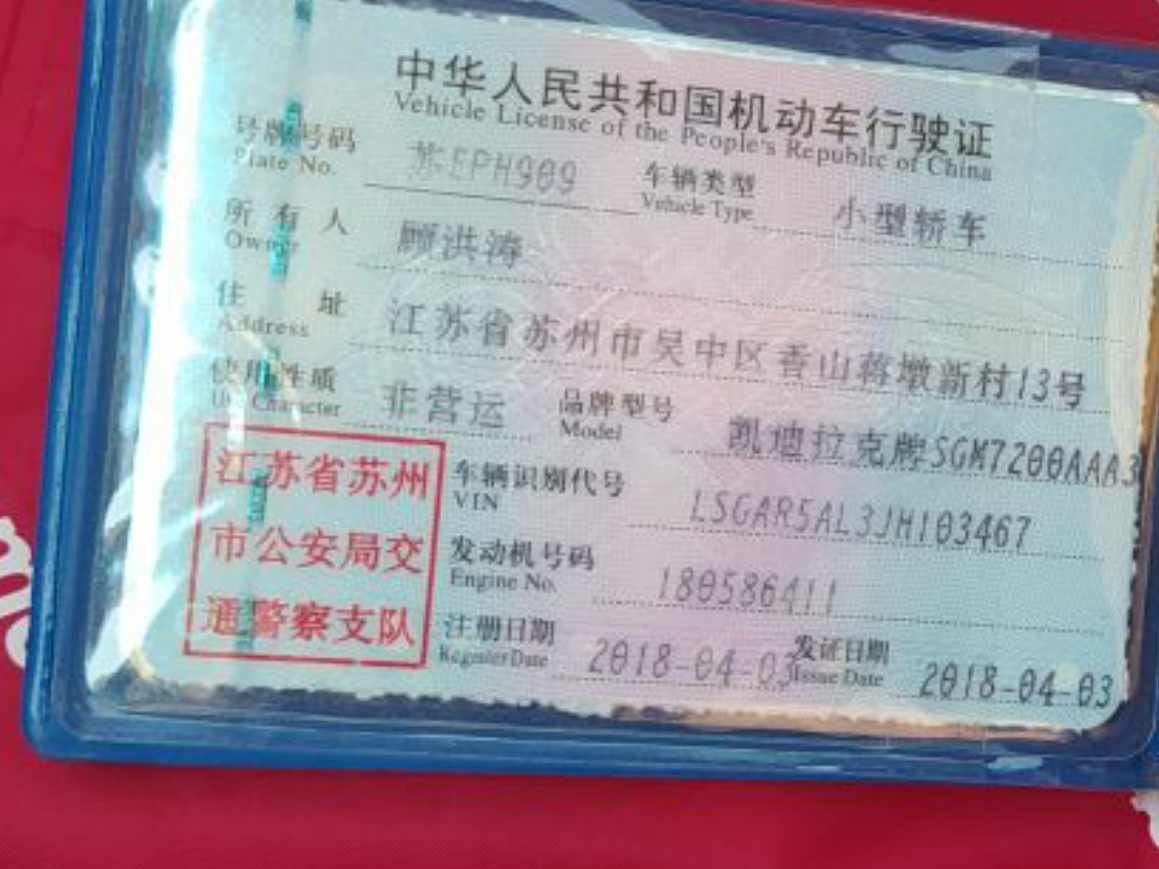 中华人民共和国机动车行驶证
Vehicle License of the People's Republic of China
号牌号码 苏EPH909 车辆类型 小型轿车
Plate No. Vehicle Type
所有人 顾洪涛
Owner
住址 江苏省苏州市吴中区香山蒋墩新村13号
Address
使用性质 非营运 品牌型号 凯迪拉克牌SGM7200AAA3
Use Character Model
江苏省苏州
市公安局交
通警察支队
车辆识别代号 LSGAR5AL3JH103467
VIN
发动机号码 180586411
Engine No.
注册日期 2018-04-03 发证日期 2018-04-03
Register Date Issue Date